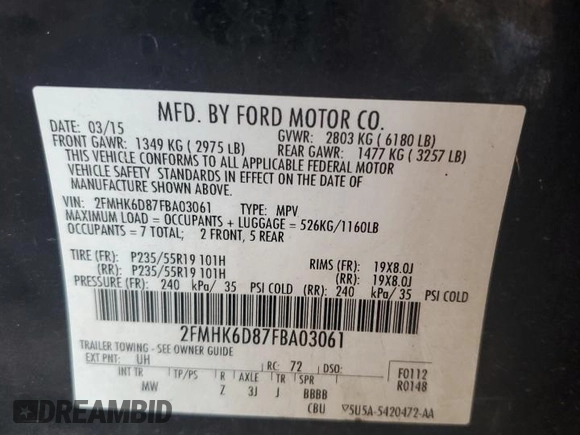 MFD. BY FORD MOTOR CO.
DATE: 03/15 GVWR: 2803 KG ( 6180 LB)
FRONT GAWR: 1349 KG ( 2975 LB) REAR GAWR: 1477 KG ( 3257 LB)
THIS VEHICLE CONFORMS TO ALL APPLICABLE FEDERAL MOTOR
VEHICLE SAFETY STANDARDS IN EFFECT ON THE DATE OF
MANUFACTURE SHOWN ABOVE.
VIN: 2FMHK6D87FBA03061 TYPE: MPV
MAXIMUM LOAD = OCCUPANTS + LUGGAGE = 526KG/1160LB
OCCUPANTS = 7 TOTAL; 2 FRONT, 5 REAR
TIRE (FR): P235/55R19 101H RIMS (FR): 19X8.0J
(RR): P235/55R19 101H (RR): 19X8.0J
PRESSURE (FR): 240 kPa/ 35 PSI COLD (RR): 240 kPa/ 35 PSI COLD
2FMHK6D87FBA03061
TRAILER TOWING - SEE OWNER GUIDE
EXT PNT: UH RC: 72 DSO: F0112
INT TR TP/PS R AXLE TR SPR R0148
MW Z 3J J BBBB
CBU ▽5U5A-5420472-AA
DREAMBID